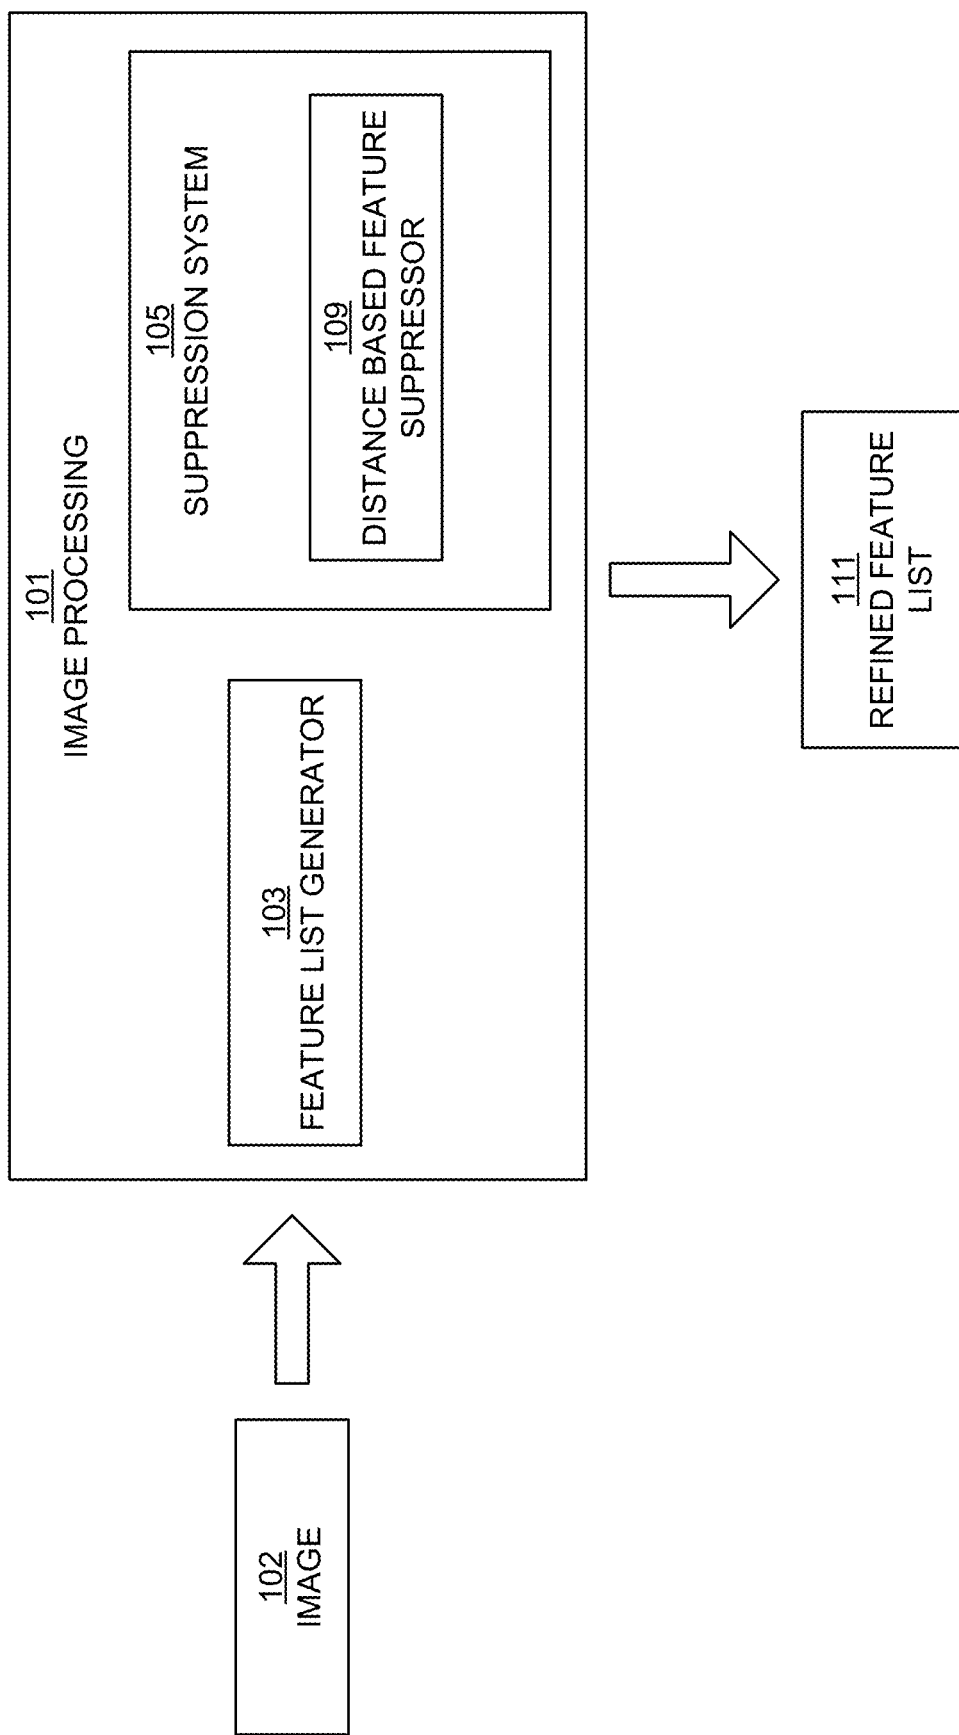 101
IMAGE PROCESSING
105
SUPPRESSION SYSTEM
109
DISTANCE BASED FEATURE
SUPPRESSOR
103
FEATURE LIST GENERATOR
102
IMAGE
111
REFINED FEATURE
LIST